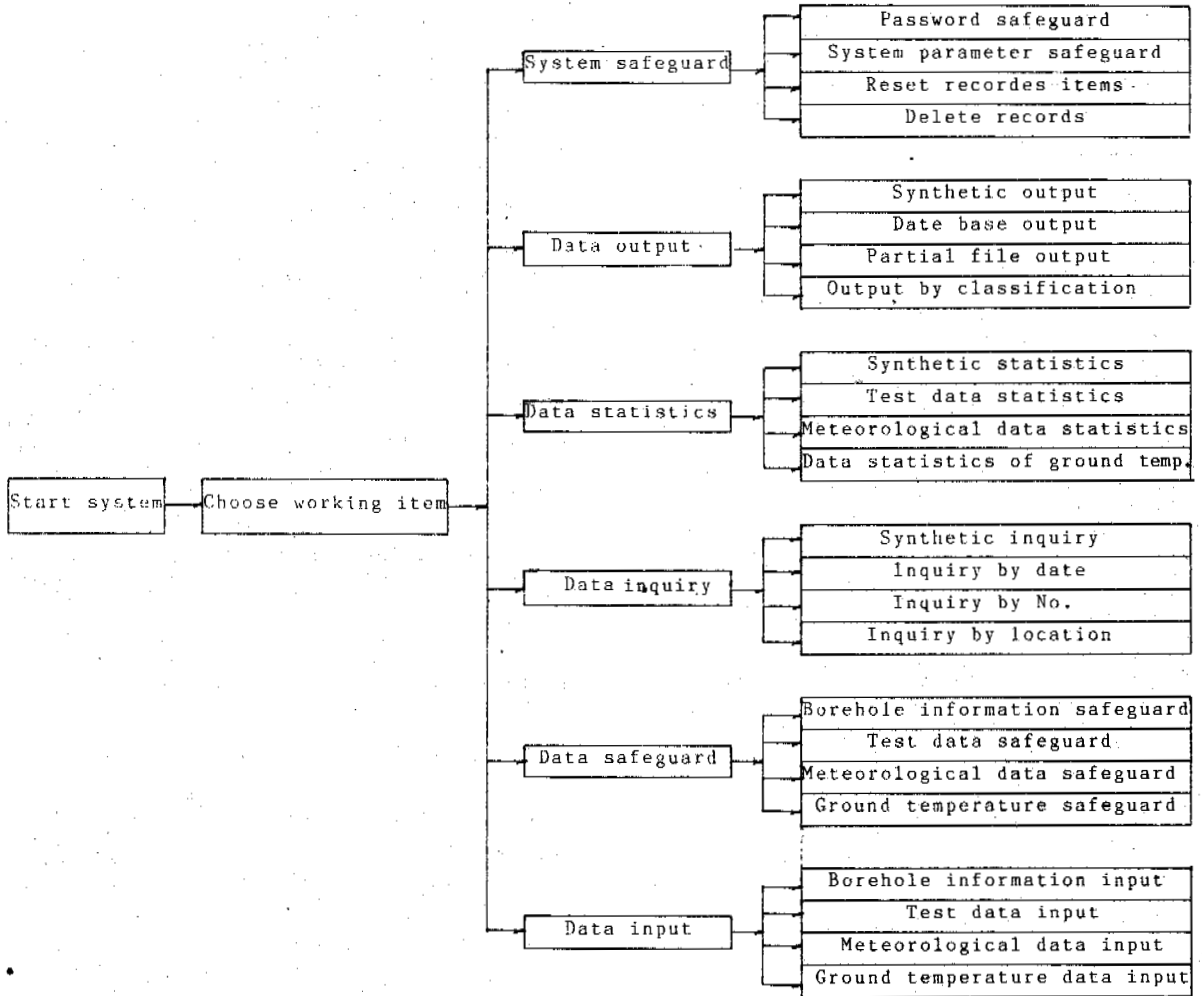 Start system
Choose working item
System safeguard
Password safeguard
System parameter safeguard
Reset recordes items
Delete records
Data output
Synthetic output
Date base output
Partial file output
Output by classification
Data statistics
Synthetic statistics
Test data statistics
Meteorological data statistics
Data statistics of ground temp.
Data inquiry
Synthetic inquiry
Inquiry by date
Inquiry by No.
Inquiry by location
Data safeguard
Borehole information safeguard
Test data safeguard
Meteorological data safeguard
Ground temperature safeguard
Data input
Borehole information input
Test data input
Meteorological data input
Ground temperature data input